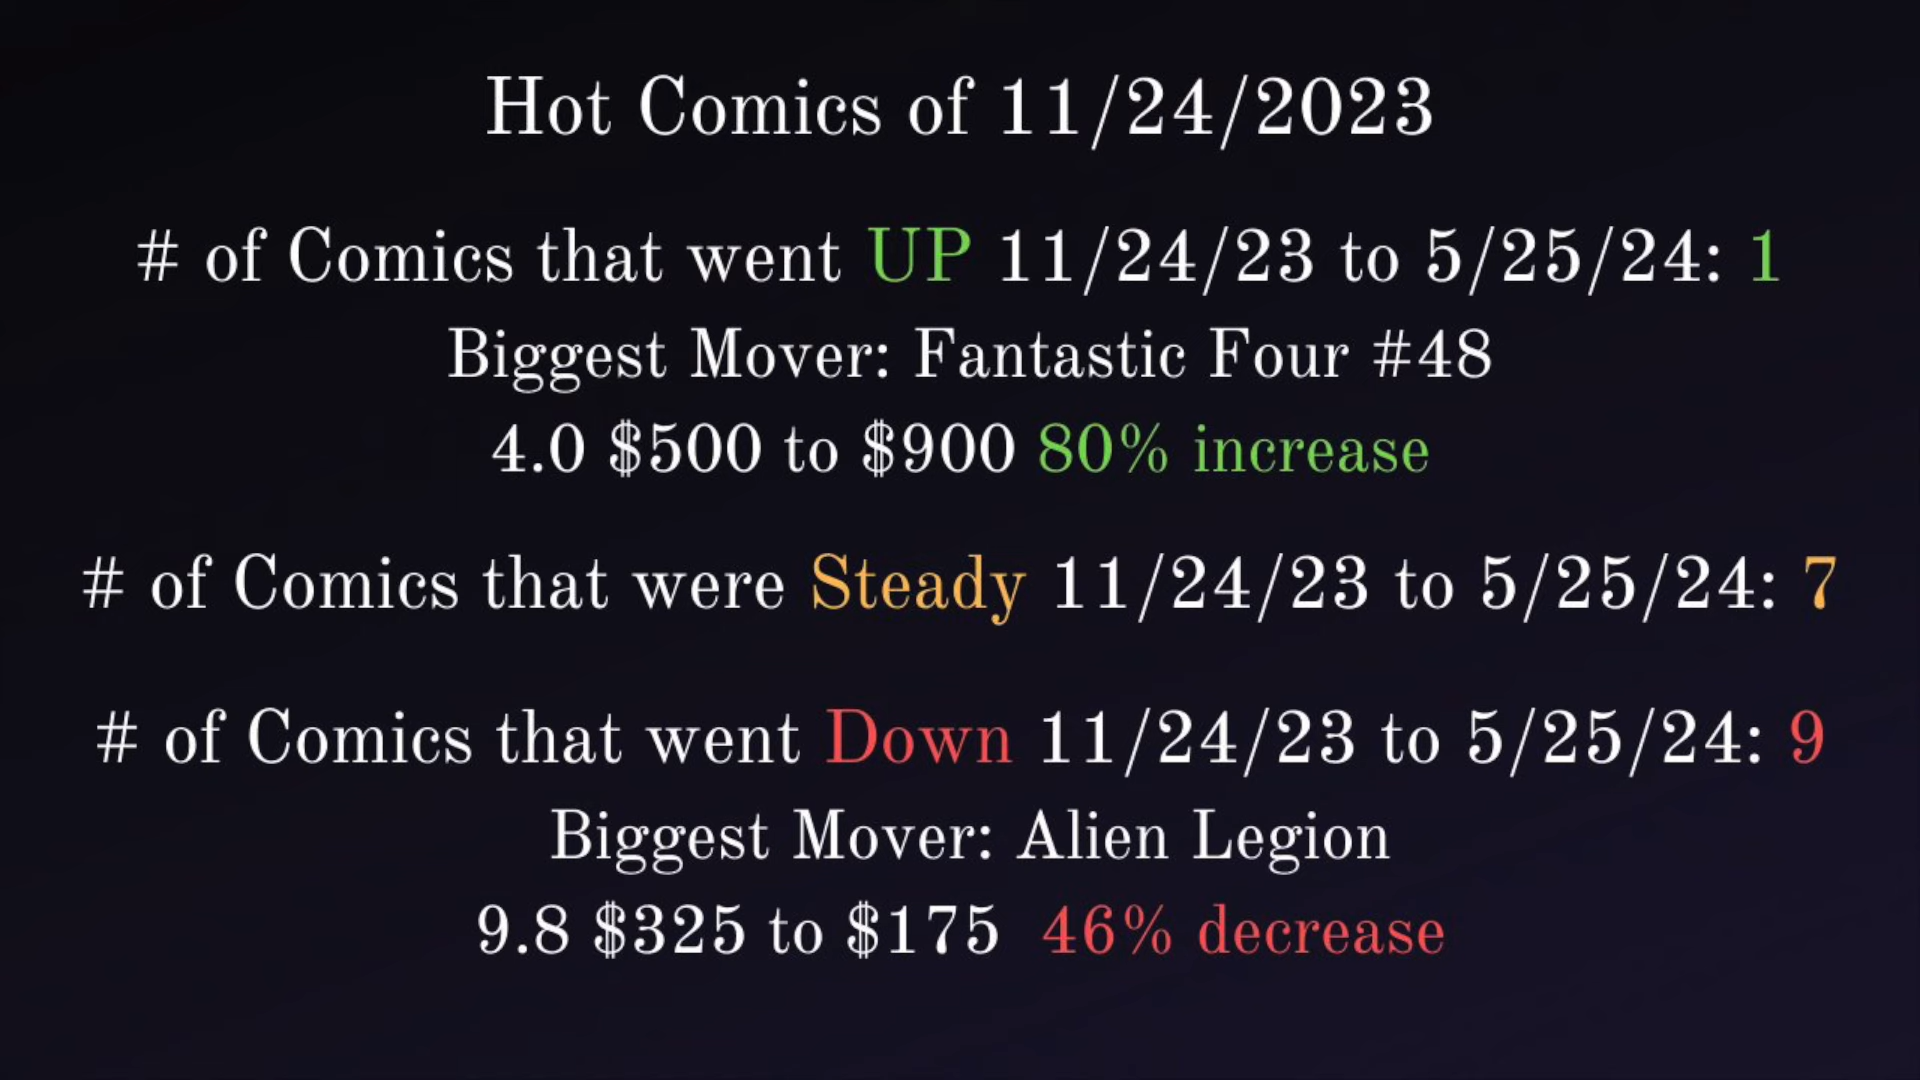 Hot Comics of 11/24/2023
# of Comics that went UP 11/24/23 to 5/25/24: 1
Biggest Mover: Fantastic Four #48
4.0 $500 to $900 80% increase
# of Comics that were Steady 11/24/23 to 5/25/24: 7
# of Comics that went Down 11/24/23 to 5/25/24: 9
Biggest Mover: Alien Legion
9.8 $325 to $175 46% decrease